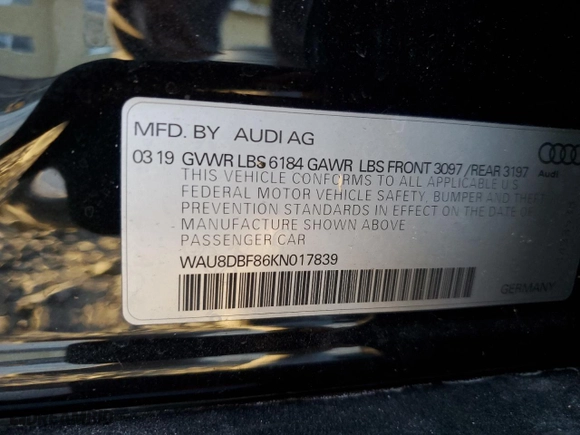 MFD. BY AUDI AG
03 19 GVWR LBS 6184 GAWR LBS FRONT 3097 / REAR 3197
THIS VEHICLE CONFORMS TO ALL APPLICABLE U.S
FEDERAL MOTOR VEHICLE SAFETY, BUMPER AND THEFT
PREVENTION STANDARDS IN EFFECT ON THE DATE OF
MANUFACTURE SHOWN ABOVE
PASSENGER CAR
Audi
WAU8DBF86KN017839
GERMANY